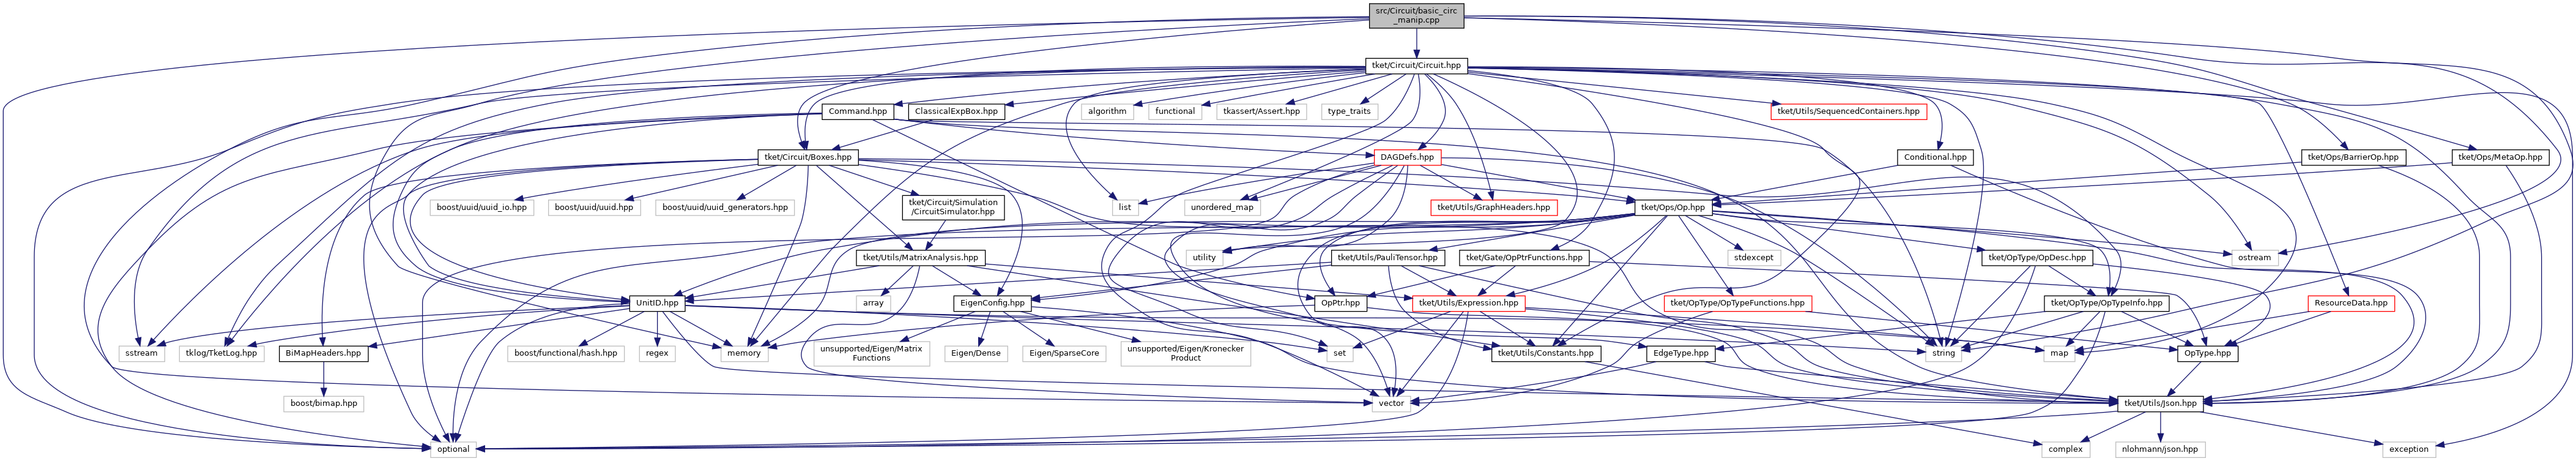 src/Circuit/basic_circ
_manip.cpp
tket/Circuit/Circuit.hpp
Command.hpp
ClassicalExpBox.hpp
algorithm
functional
tkassert/Assert.hpp
type_traits
tket/Utils/SequencedContainers.hpp
tket/Circuit/Boxes.hpp
DAGDefs.hpp
Conditional.hpp
tket/Ops/BarrierOp.hpp
tket/Ops/MetaOp.hpp
boost/uuid/uuid_io.hpp
boost/uuid/uuid.hpp
boost/uuid/uuid_generators.hpp
tket/Circuit/Simulation
/CircuitSimulator.hpp
list
unordered_map
tket/Utils/GraphHeaders.hpp
tket/Ops/Op.hpp
tket/Utils/MatrixAnalysis.hpp
utility
tket/Utils/PauliTensor.hpp
tket/Gate/OpPtrFunctions.hpp
stdexcept
tket/OpType/OpDesc.hpp
ostream
UnitID.hpp
array
EigenConfig.hpp
OpPtr.hpp
tket/Utils/Expression.hpp
tket/OpType/OpTypeFunctions.hpp
tket/OpType/OpTypeInfo.hpp
ResourceData.hpp
sstream
tklog/TketLog.hpp
BiMapHeaders.hpp
boost/functional/hash.hpp
regex
memory
unsupported/Eigen/Matrix
Functions
Eigen/Dense
Eigen/SparseCore
unsupported/Eigen/Kronecker
Product
set
tket/Utils/Constants.hpp
EdgeType.hpp
string
map
OpType.hpp
boost/bimap.hpp
vector
tket/Utils/Json.hpp
optional
complex
nlohmann/json.hpp
exception